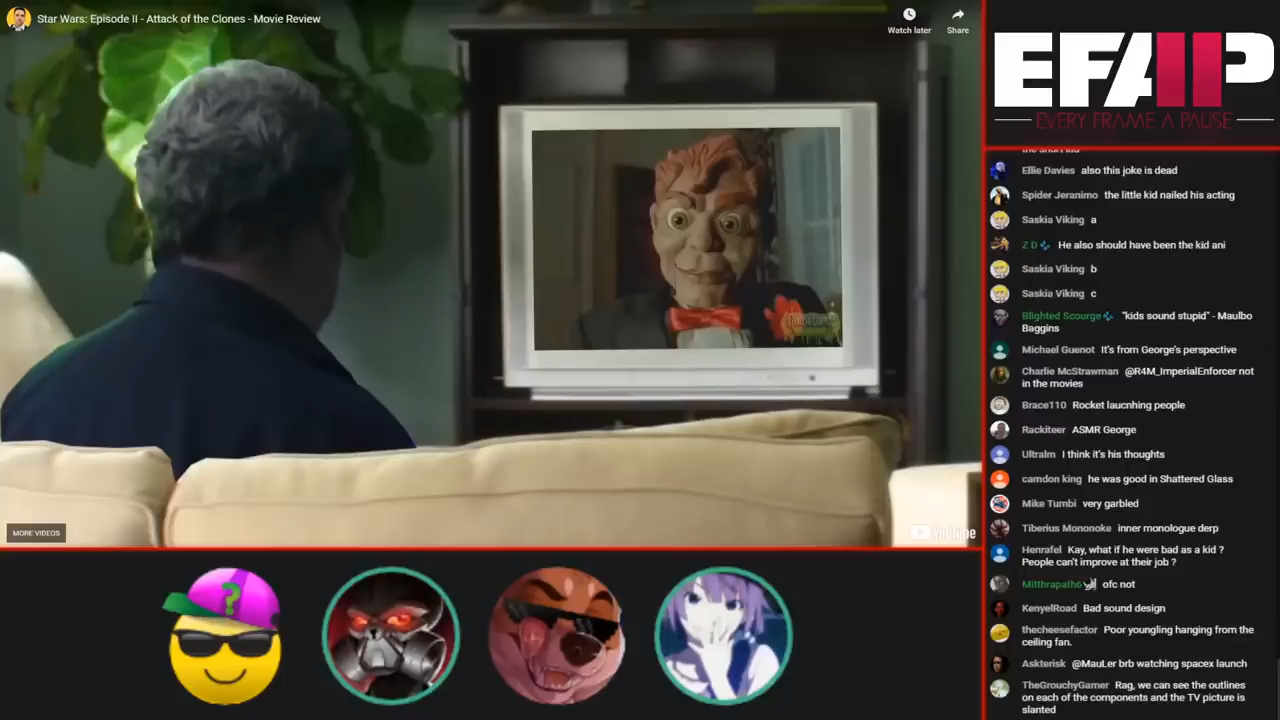 Star Wars: Episode II - Attack of the Clones - Movie Review
Watch later
Share
MORE VIDEOS
YouTube
EFAP
EVERY FRAME A PAUSE
Ellie Davies also this joke is dead
Spider Jeranimo the little kid nailed his acting
Saskia Viking a
Z D He also should have been the kid ani
Saskia Viking b
Saskia Viking c
Blighted Scourge "kids sound stupid" - Maulbo
Baggins
Michael Guenot It's from George's perspective
Charlie McStrawman @R4M_ImperialEnforcer not
in the movies
Brace110 Rocket laucnhing people
Rackiteer ASMR George
Ultralm I think it's his thoughts
camdon king he was good in Shattered Glass
Mike Tumbi very garbled
Tiberius Mononoke inner monologue derp
Henrafel Kay, what if he were bad as a kid ?
People can't improve at their job ?
Mitthrapath6 ofc not
KenyelRoad Bad sound design
thecheesefactor Poor youngling hanging from the
ceiling fan.
Askterisk @MauLer brb watching spacex launch
TheGrouchyGamer Rag, we can see the outlines
on each of the components and the TV picture is
slanted
?